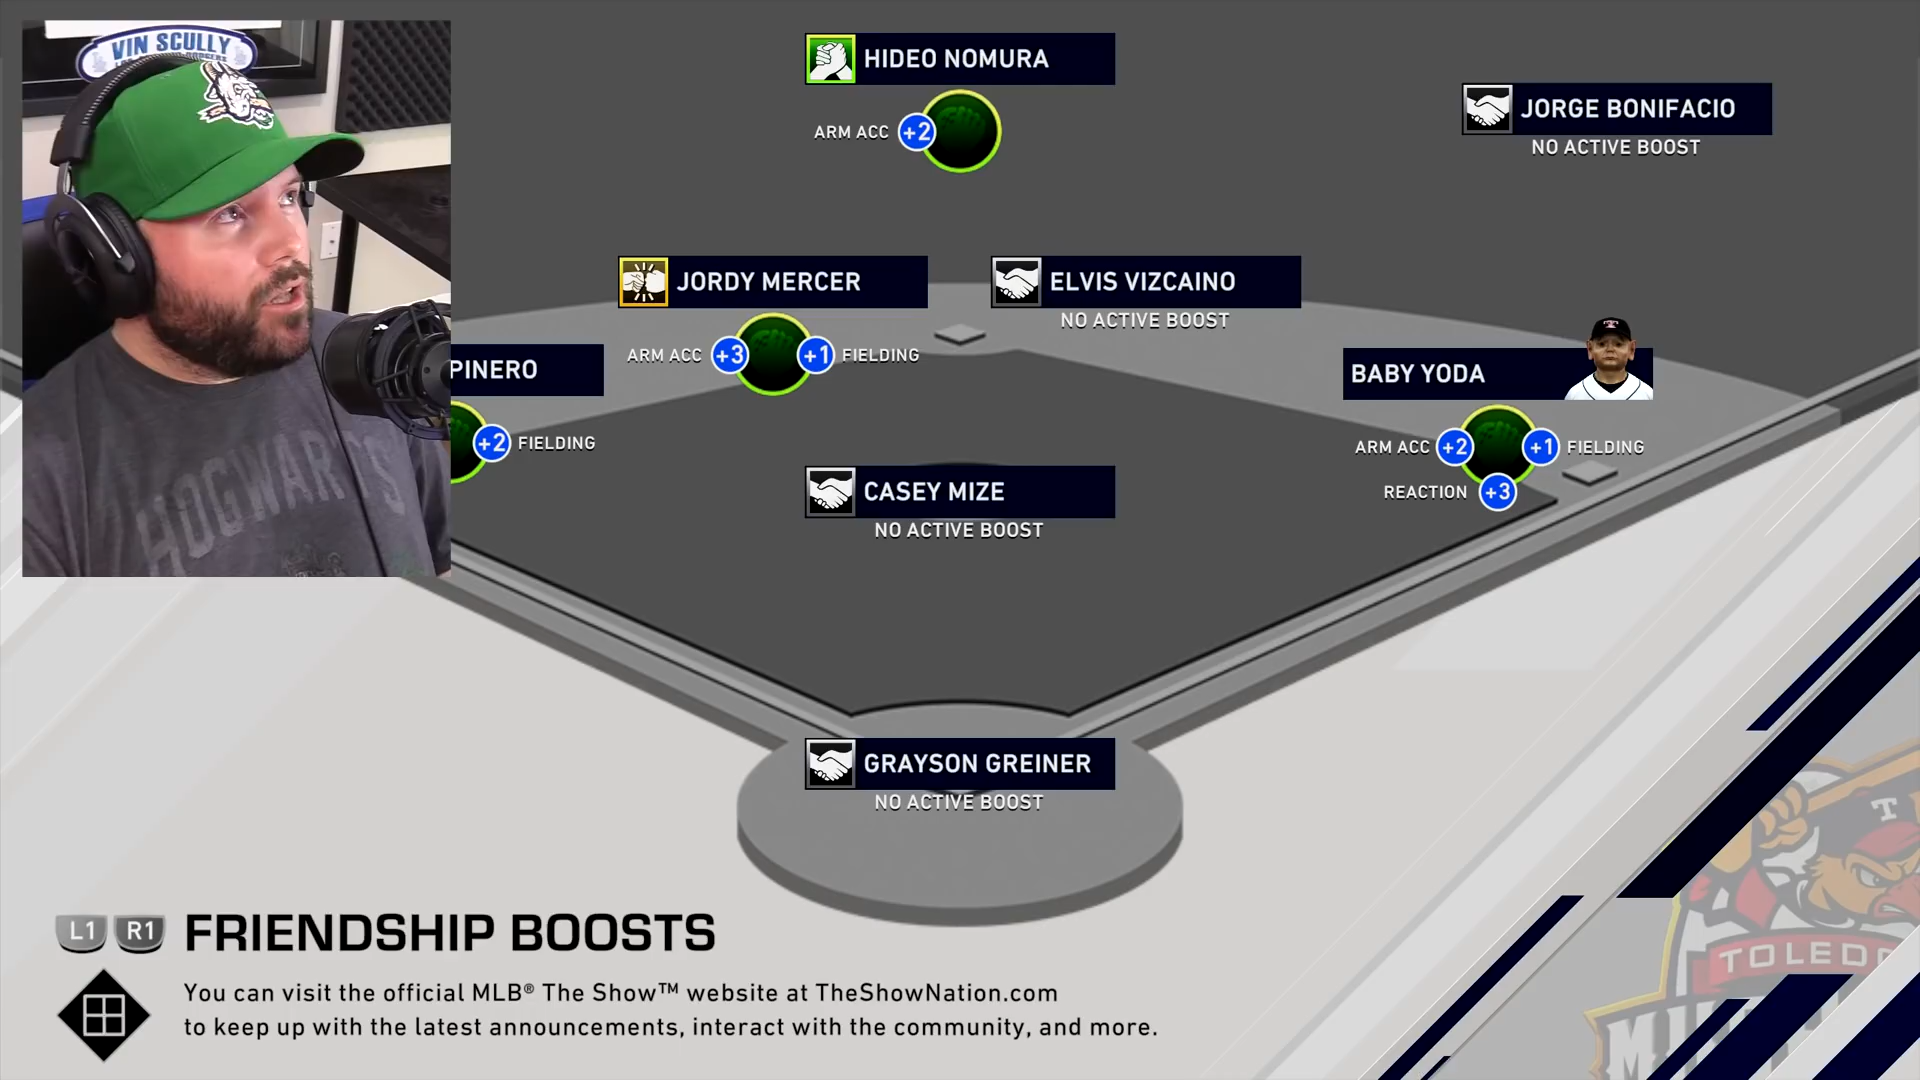 VIN SCULLY
HOGWARTS
HIDEO NOMURA
ARM ACC +2
JORGE BONIFACIO
NO ACTIVE BOOST
JORDY MERCER
ARM ACC +3 +1 FIELDING
ELVIS VIZCAINO
NO ACTIVE BOOST
PINERO
+2 FIELDING
BABY YODA
ARM ACC +2 +1 FIELDING
REACTION +3
CASEY MIZE
NO ACTIVE BOOST
GRAYSON GREINER
NO ACTIVE BOOST
L1 R1 FRIENDSHIP BOOSTS
You can visit the official MLB® The Show™ website at TheShowNation.com
to keep up with the latest announcements, interact with the community, and more.
T
TOLEDO